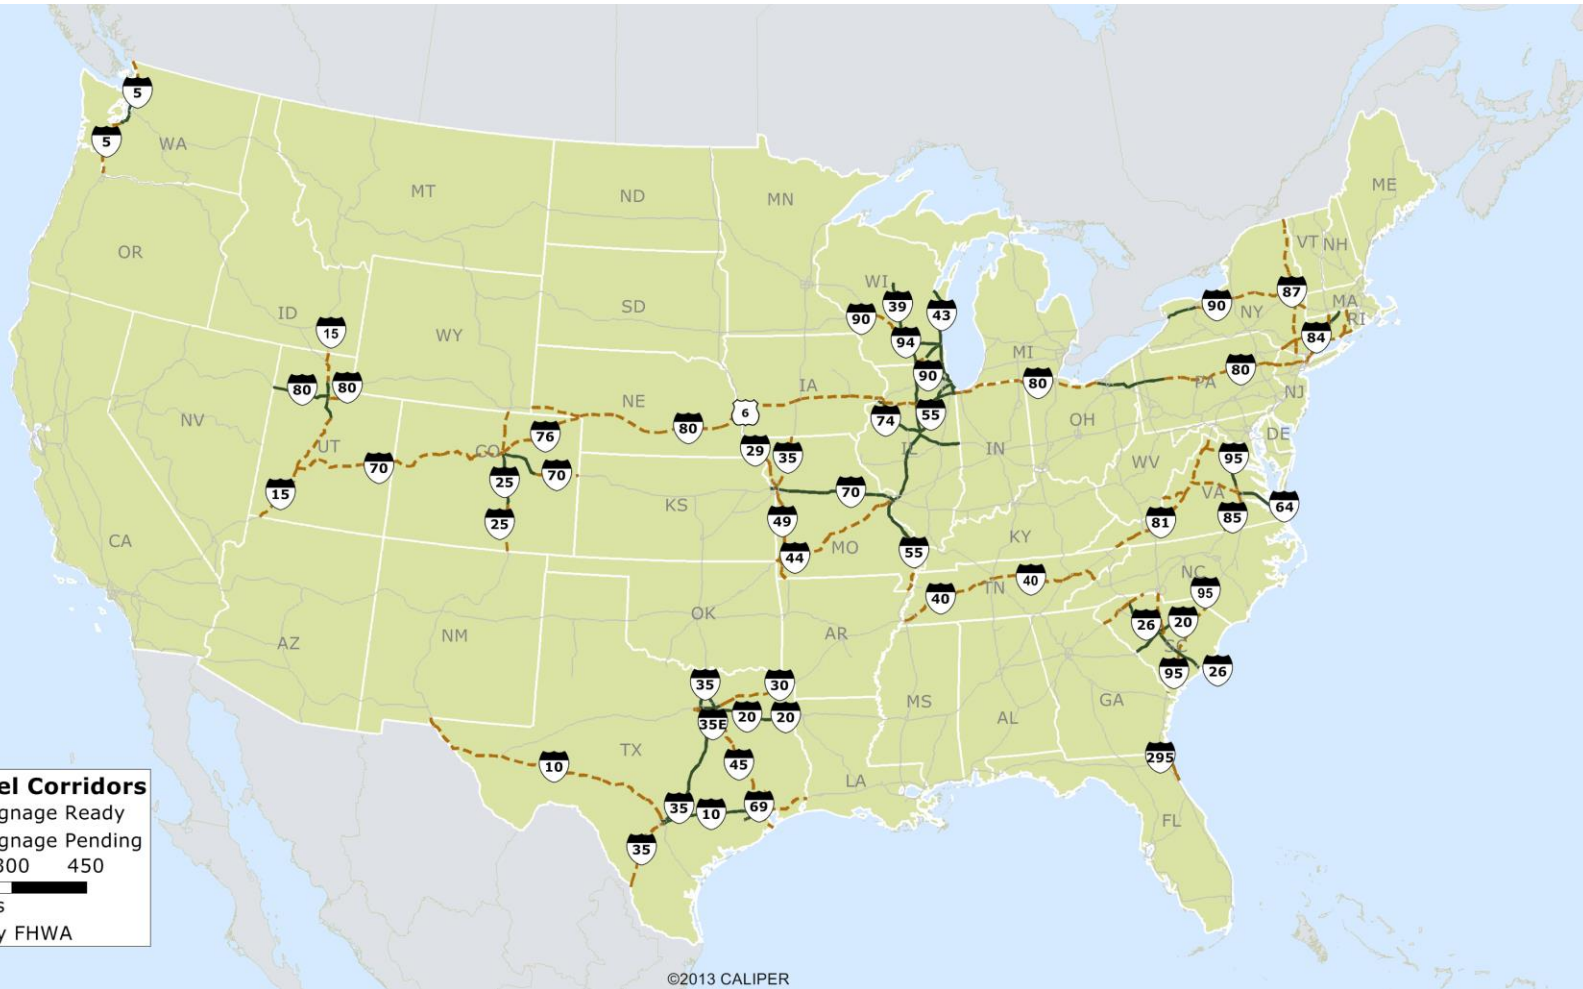 5
5
WA
MT
ND
MN
ME
OR
ID
WY
SD
WI
MI
NY
VT NH
MA
RI
15
80
80
90
39
43
94
90
90
87
84
80
80
PA
NJ
NV
UT
CO
NE
IA
6
76
80
74
55
IL
IN
OH
DE
WV
VA
70
15
25
70
25
29
35
70
49
44
55
95
64
85
81
CA
AZ
NM
KS
MO
KY
OK
AR
TN
NC
40
40
95
26
20
SC
95
26
MS
AL
GA
35
30
35E
20
20
TX
LA
10
45
35
10
69
35
295
FL
el Corridors
gnage Ready
gnage Pending
300 450
s
y FHWA
©2013 CALIPER